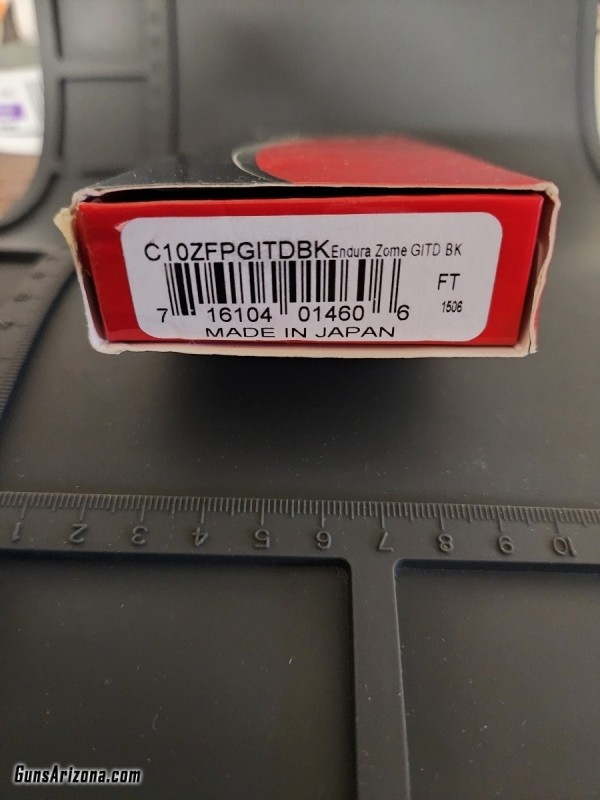 C10ZFPGITDBK Endura Zome GITD BK
FT
7 16104 01460 6
1506
MADE IN JAPAN
1 2 3 4 5 6 7 8 9 10
GunsArizona.com